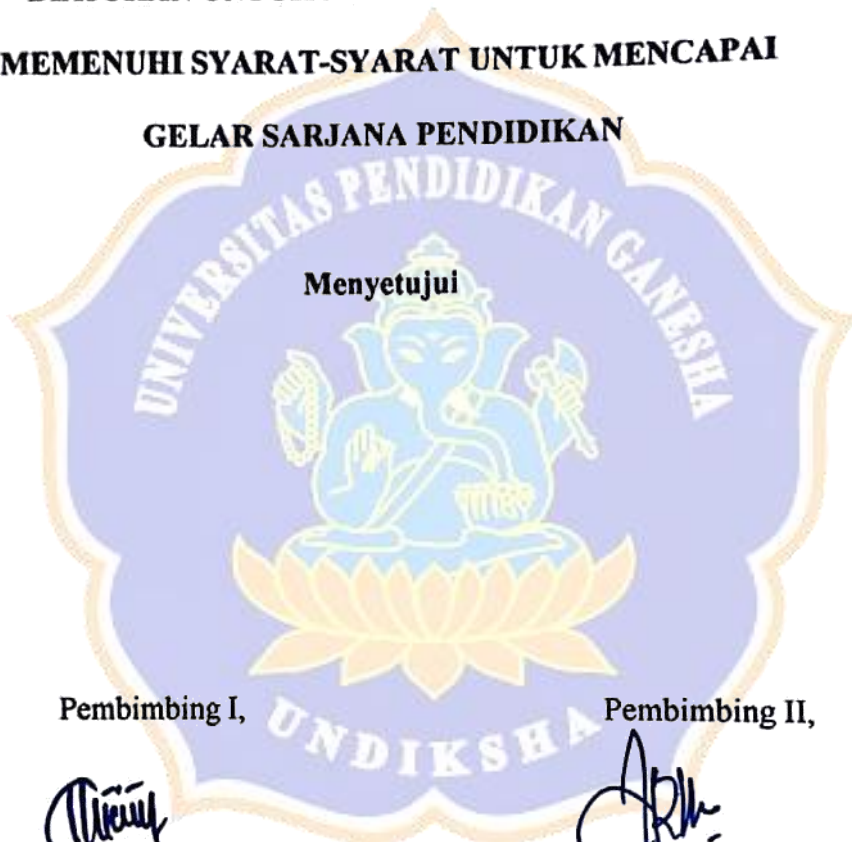 MEMENUHI SYARAT-SYARAT UNTUK MENCAPAI
GELAR SARJANA PENDIDIKAN
UNIVERSITAS PENDIDIKAN GANESHA
Menyetujui
Pembimbing I,
Pembimbing II,
UNDIKSHA